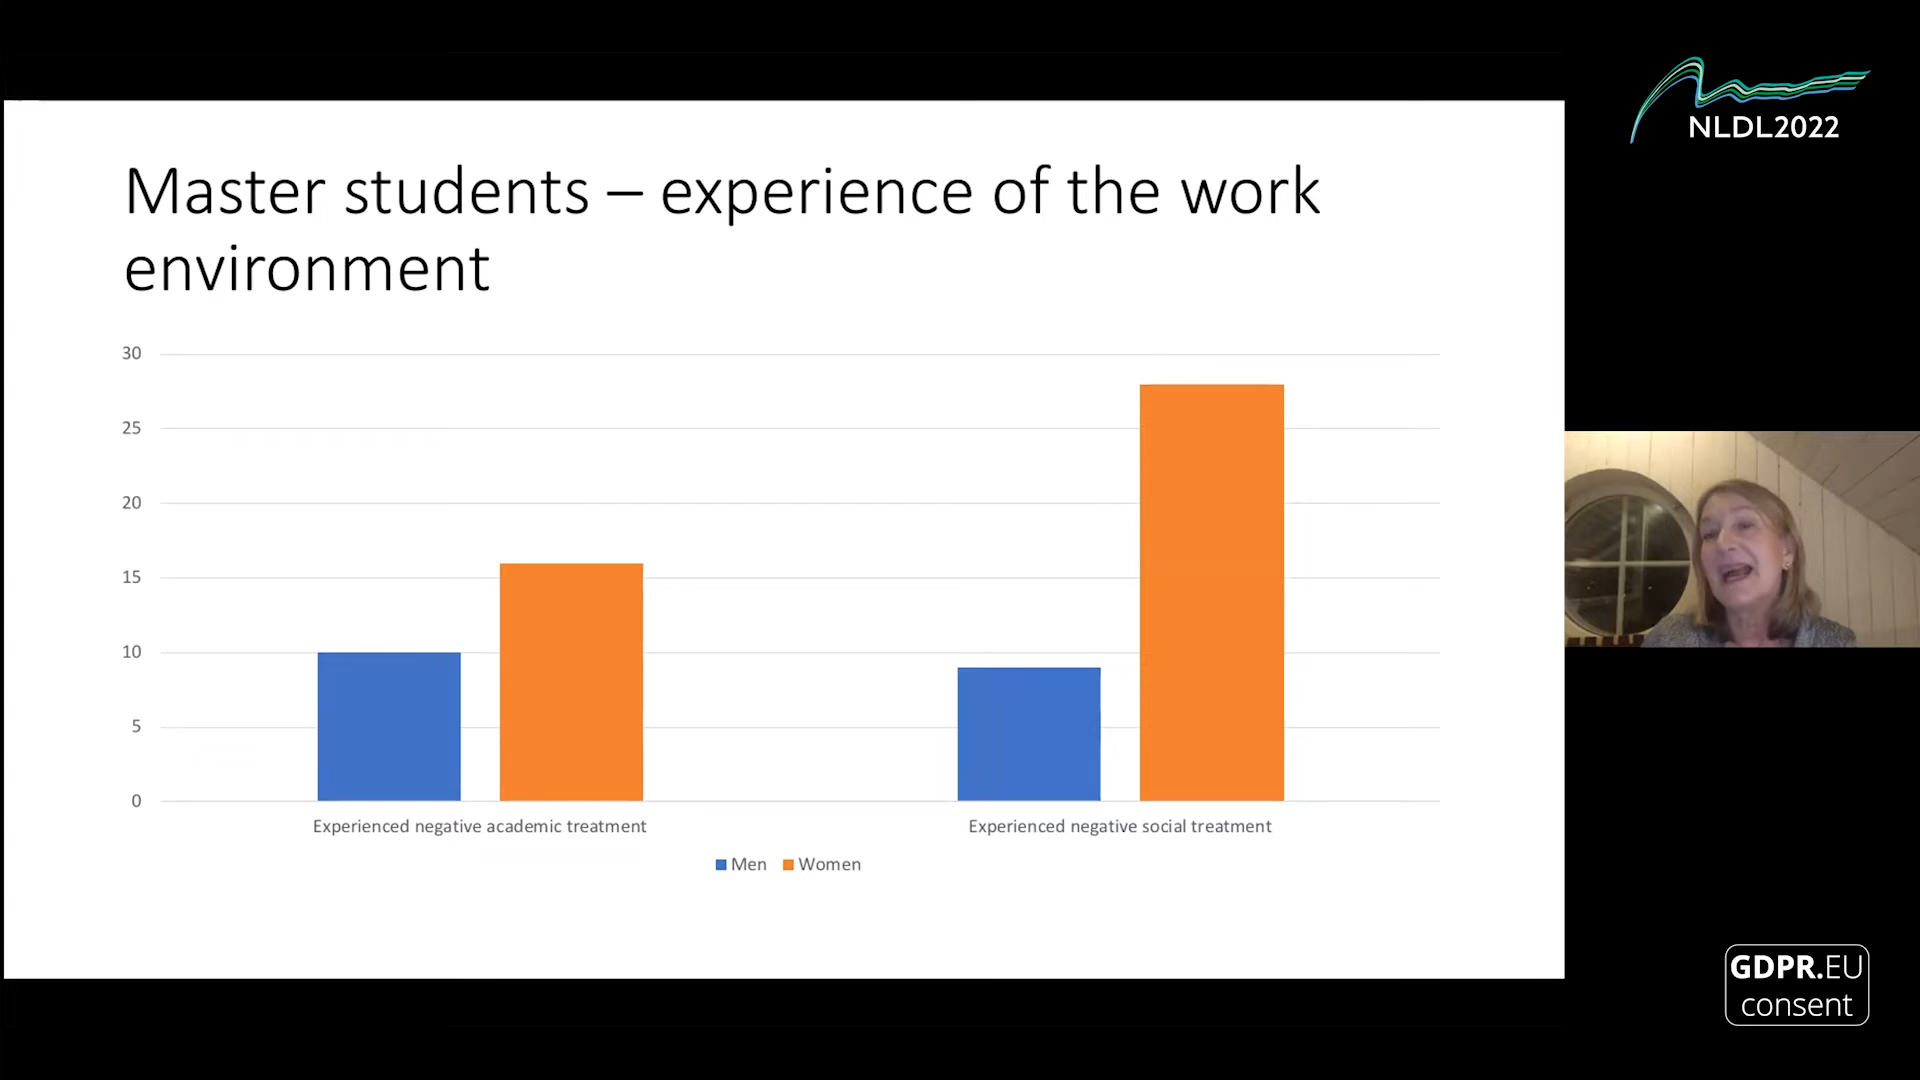 NLDL2022
Master students – experience of the work
environment
30
25
20
15
10
5
0
Experienced negative academic treatment
Experienced negative social treatment
Men
Women
GDPR.EU
consent